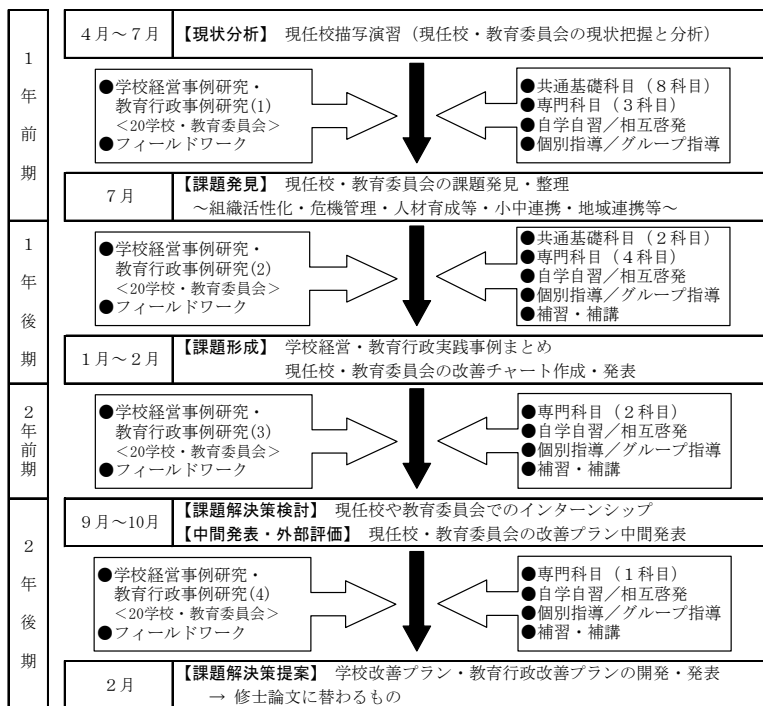 1年前期
4月～7月
【現状分析】 現任校描写演習（現任校・教育委員会の現状把握と分析）
●学校経営事例研究・
教育行政事例研究(1)
<20学校・教育委員会>
●フィールドワーク
●共通基礎科目（８科目）
●専門科目（３科目）
●自学自習／相互啓発
●個別指導／グループ指導
7月
【課題発見】 現任校・教育委員会の課題発見・整理
～組織活性化・危機管理・人材育成等・小中連携・地域連携等～
1年後期
●学校経営事例研究・
教育行政事例研究(2)
<20学校・教育委員会>
●フィールドワーク
●共通基礎科目（２科目）
●専門科目（４科目）
●自学自習／相互啓発
●個別指導／グループ指導
●補習・補講
1月～2月
【課題形成】 学校経営・教育行政実践事例まとめ
現任校・教育委員会の改善チャート作成・発表
2年前期
●学校経営事例研究・
教育行政事例研究(3)
<20学校・教育委員会>
●フィールドワーク
●専門科目（２科目）
●自学自習／相互啓発
●個別指導／グループ指導
●補習・補講
2年後期
9月～10月
【課題解決策検討】 現任校や教育委員会でのインターンシップ
【中間発表・外部評価】 現任校・教育委員会の改善プラン中間発表
●学校経営事例研究・
教育行政事例研究(4)
<20学校・教育委員会>
●フィールドワーク
●専門科目（１科目）
●自学自習／相互啓発
●個別指導／グループ指導
●補習・補講
2月
【課題解決策提案】 学校改善プラン・教育行政改善プランの開発・発表
→ 修士論文に替わるもの